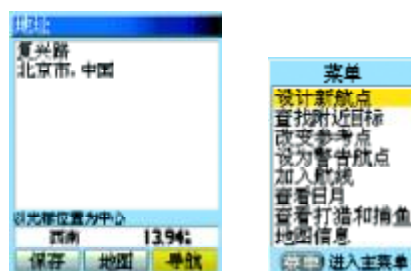 地址
复兴路
北京市，中国
以光标位置为中心
西南 13.94
保存 地图 导航
菜单
设计新航点
查找附近目标
改变参考点
设为警告航点
加入航线
查看日月
查看打猎和捕鱼
地图信息
进入主菜单